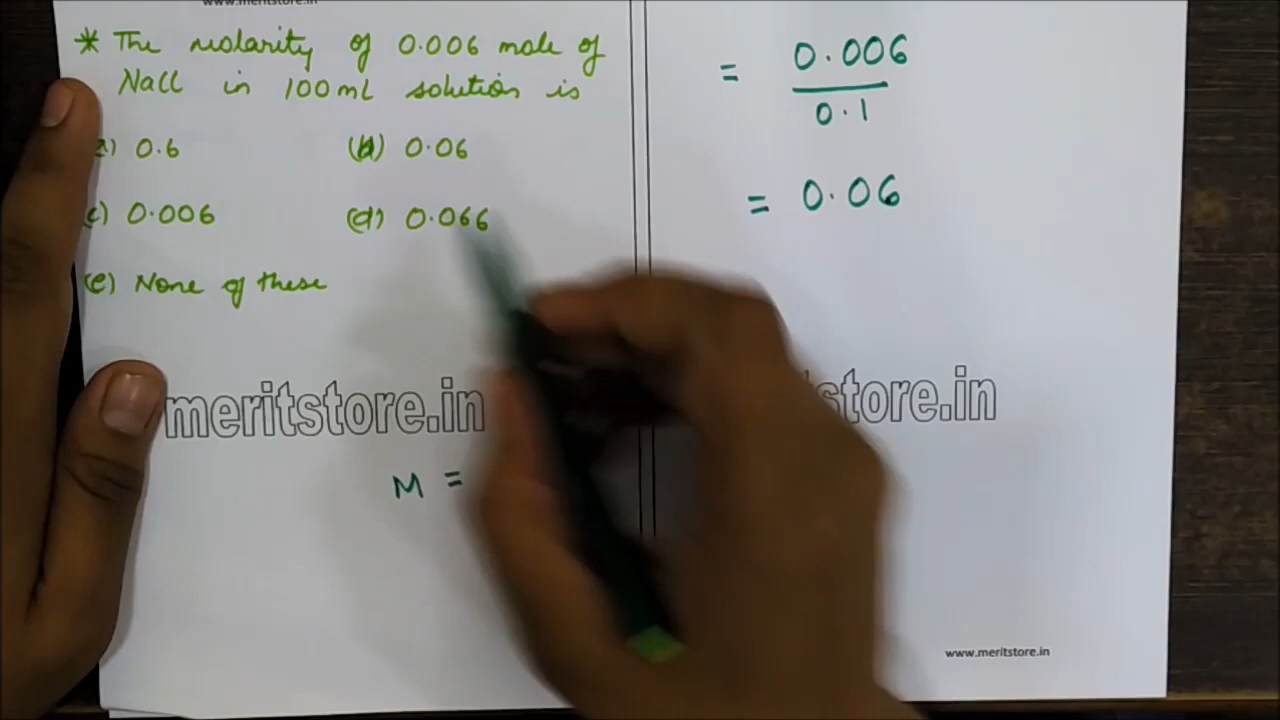 www.meritstore.in
* The molarity of 0.006 mole of
NaCl in 100ml solution is
a) 0.6 (b) 0.06
c) 0.006 (d) 0.066
(e) None of these
meritstore.in
M =
= 0.006
0.1
= 0.06
store.in
www.meritstore.in